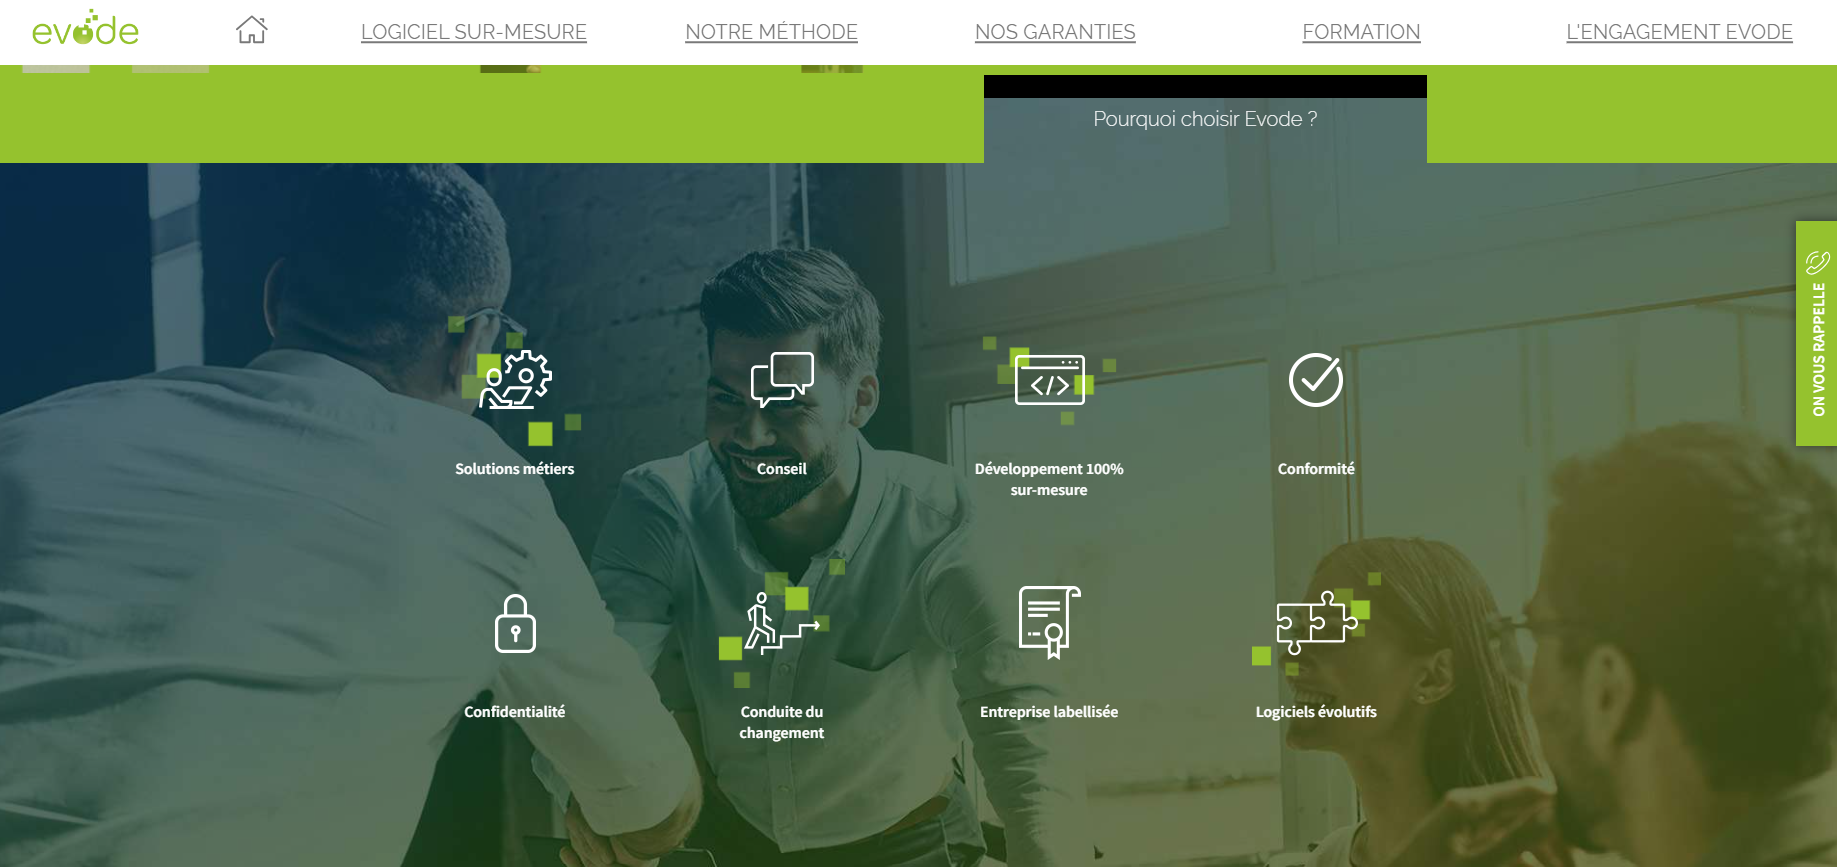 evode
LOGICIEL SUR-MESURE
NOTRE MÉTHODE
NOS GARANTIES
FORMATION
L'ENGAGEMENT EVODE
Pourquoi choisir Evode ?
ON VOUS RAPPELLE
Solutions métiers
Conseil
Développement 100%
sur-mesure
Conformité
Confidentialité
Conduite du
changement
Entreprise labellisée
Logiciels évolutifs